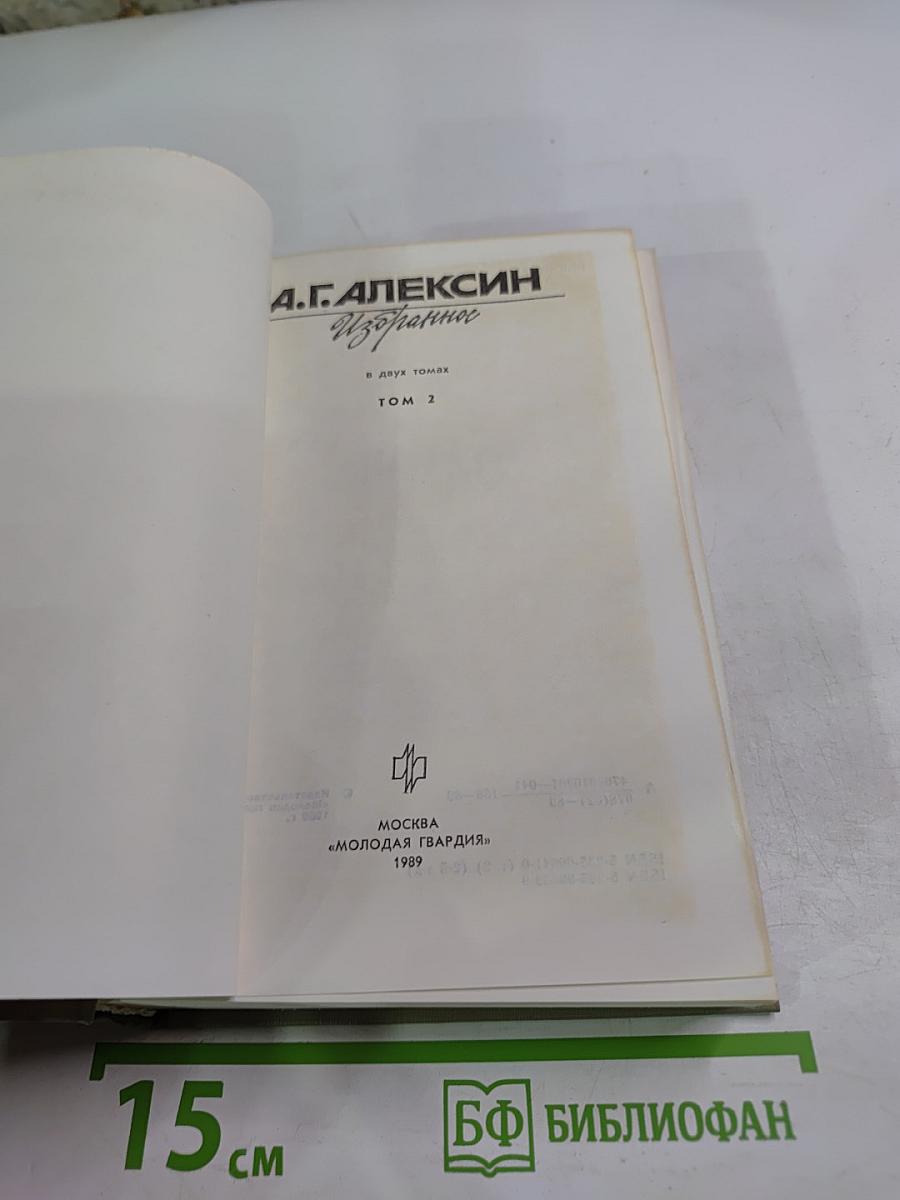 А.Г. АЛЕКСИН
Избранное
в двух томах
ТОМ 2
МОСКВА
«МОЛОДАЯ ГВАРДИЯ»
1989
15 см
БФ БИБЛИОФАН